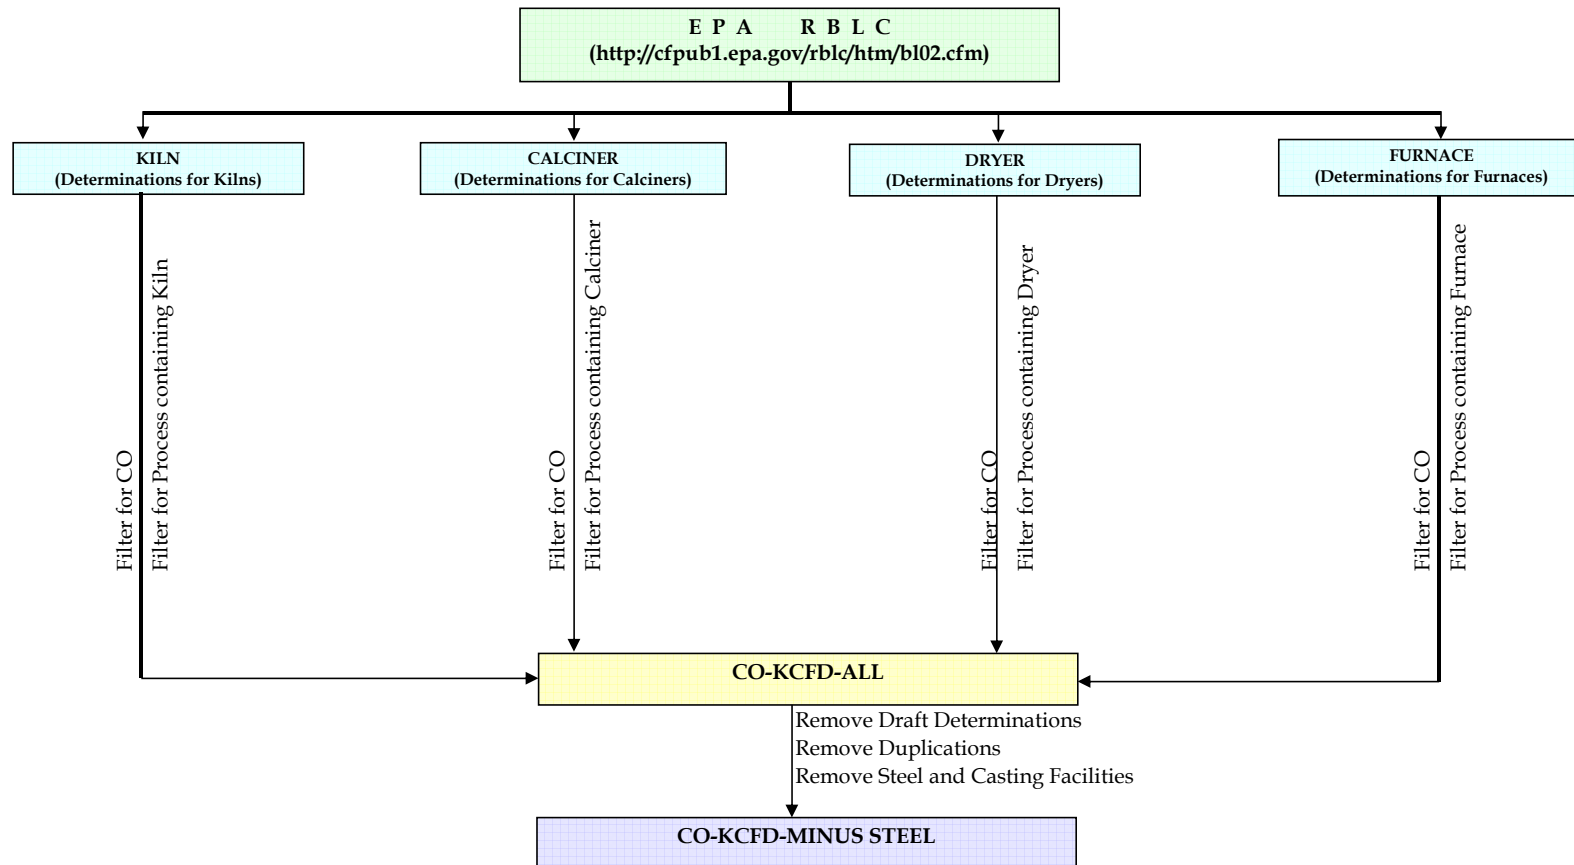 E P A R B L C
(http://cfpub1.epa.gov/rblc/htm/bl02.cfm)
KILN
(Determinations for Kilns)
CALCINER
(Determinations for Calciners)
DRYER
(Determinations for Dryers)
FURNACE
(Determinations for Furnaces)
Filter for CO
Filter for Process containing Kiln
Filter for CO
Filter for Process containing Calciner
Filter for CO
Filter for Process containing Dryer
Filter for CO
Filter for Process containing Furnace
CO-KCFD-ALL
Remove Draft Determinations
Remove Duplications
Remove Steel and Casting Facilities
CO-KCFD-MINUS STEEL